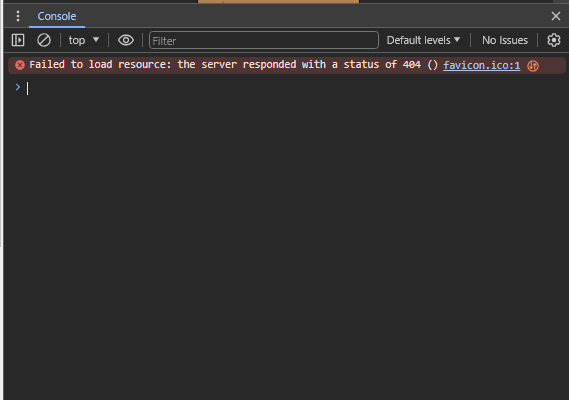 Console
top
Filter
Default levels
No Issues
Failed to load resource: the server responded with a status of 404 () favicon.ico:1